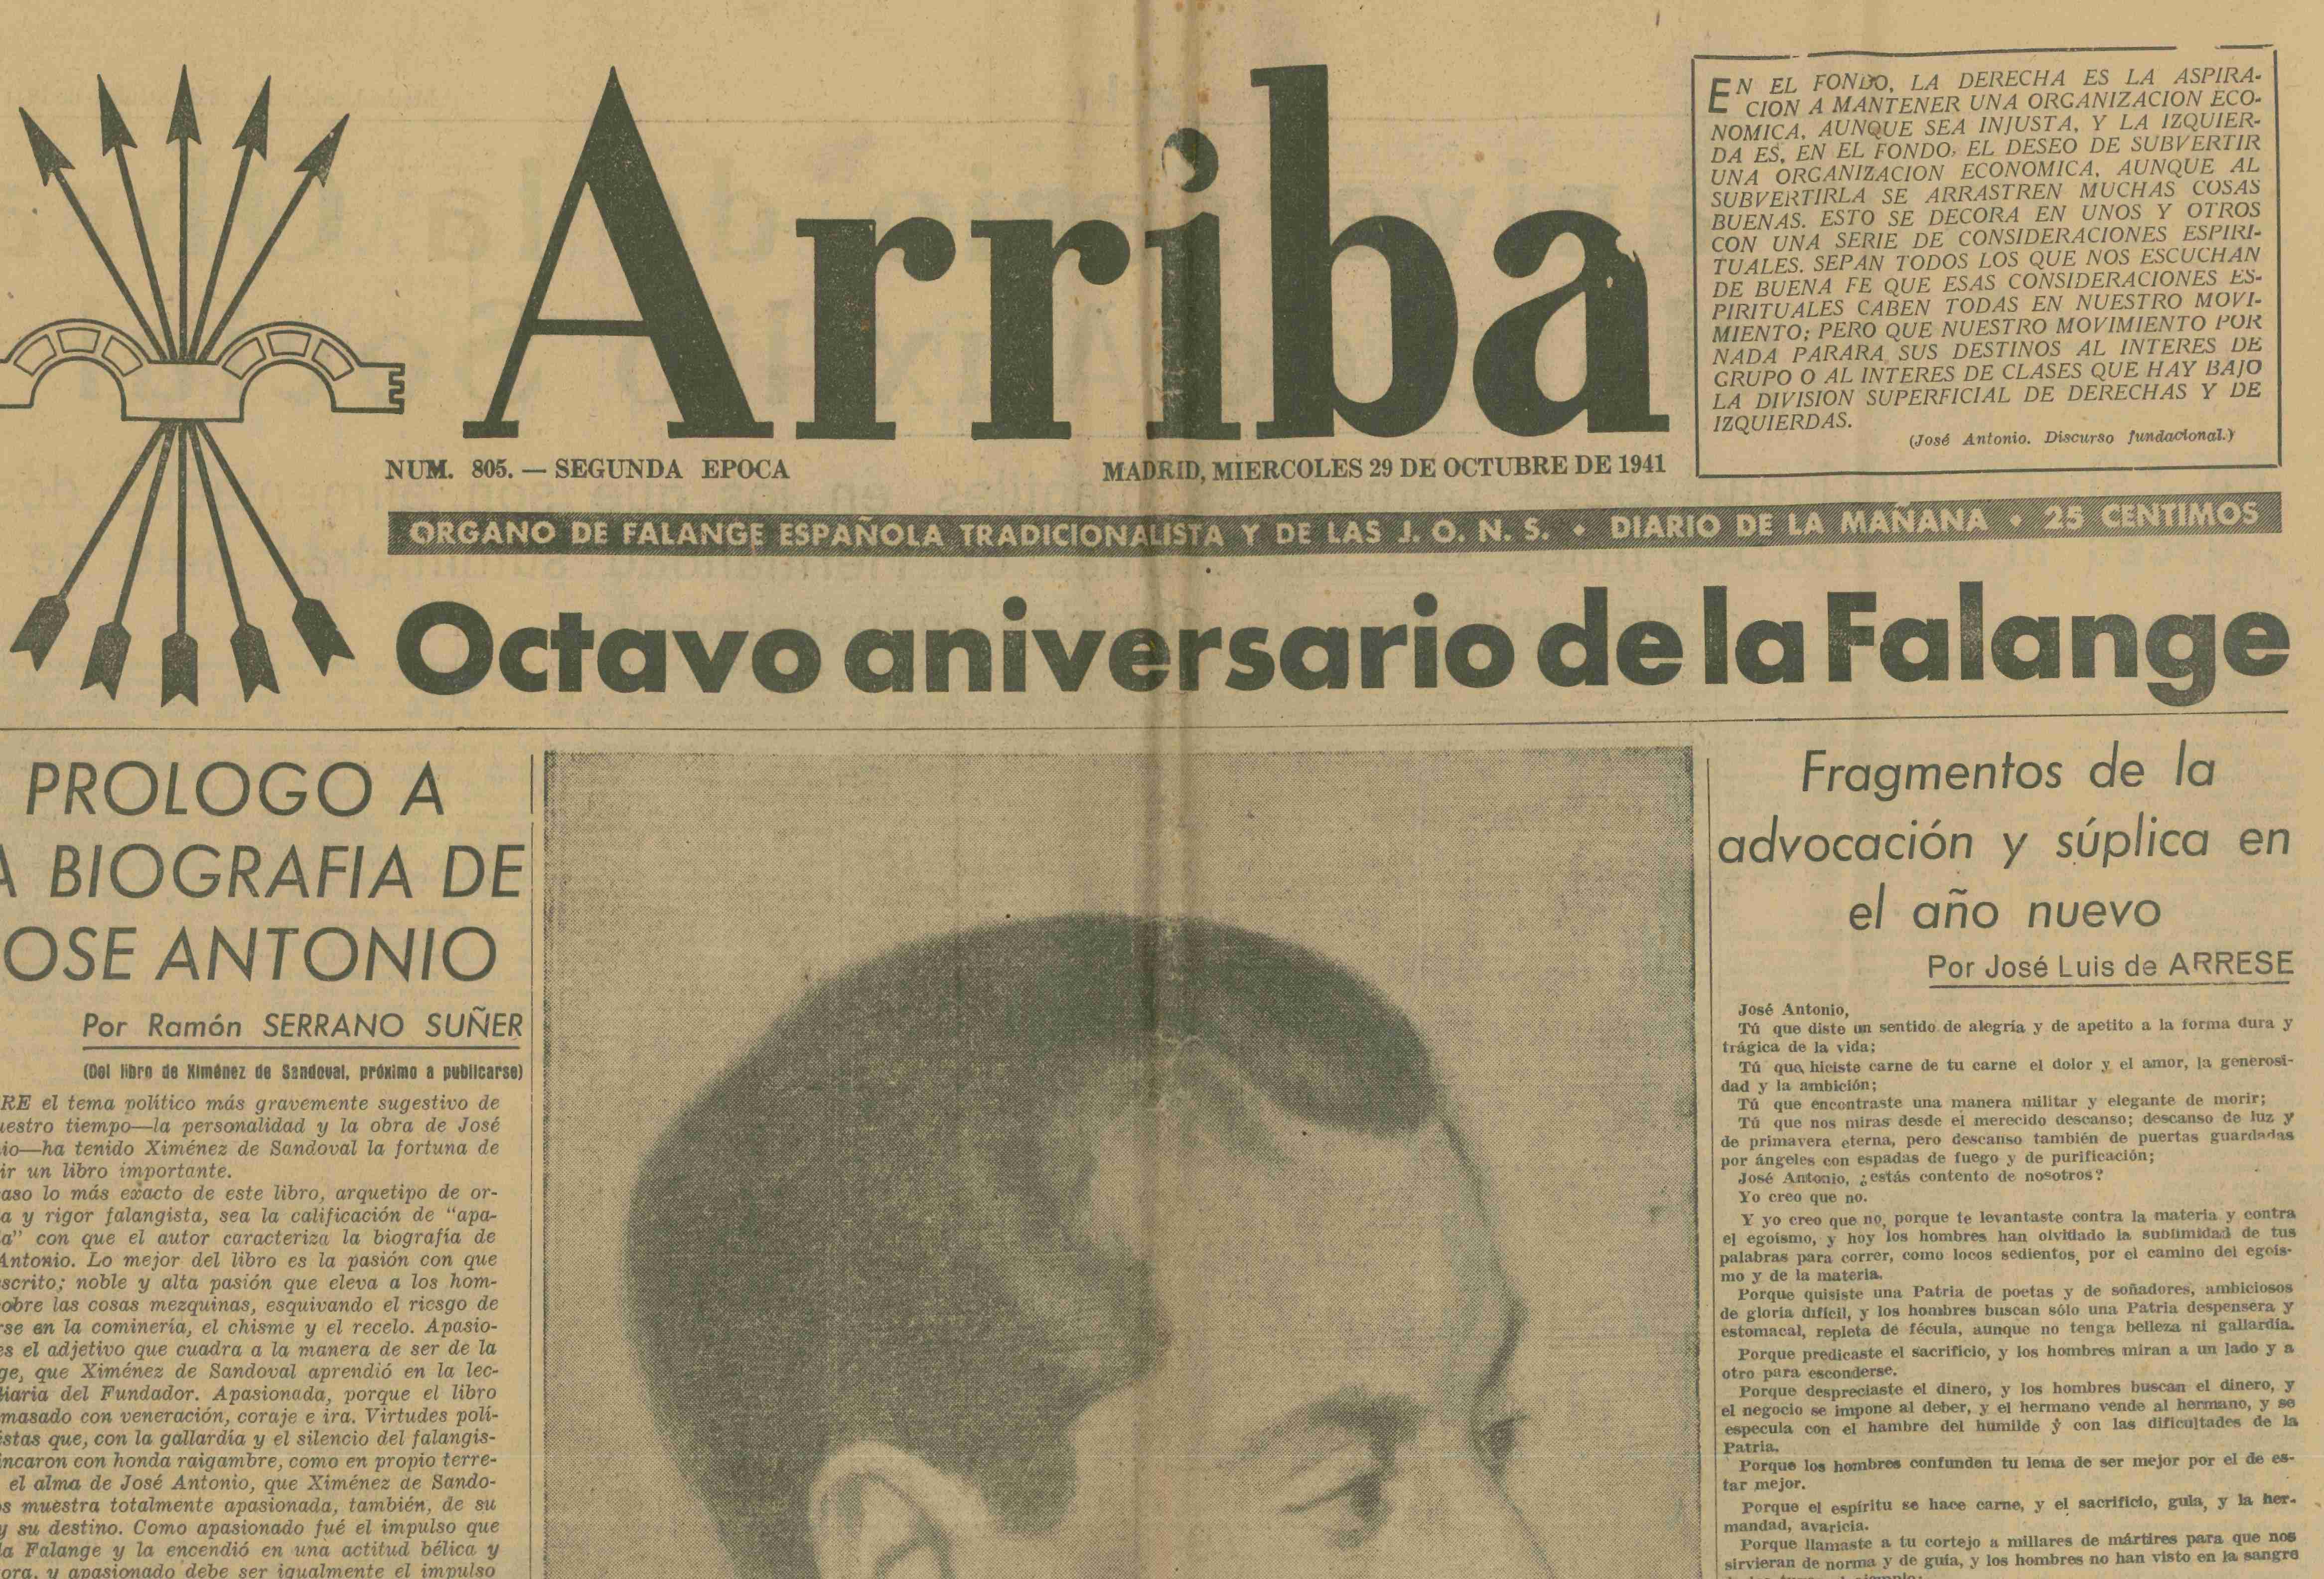 Arriba
NUM. 805. — SEGUNDA EPOCA
MADRID, MIERCOLES 29 DE OCTUBRE DE 1941
EN EL FONDO, LA DERECHA ES LA ASPIRA-
CION A MANTENER UNA ORGANIZACION ECO-
NOMICA, AUNQUE SEA INJUSTA, Y LA IZQUIER-
DA ES, EN EL FONDO, EL DESEO DE SUBVERTIR
UNA ORGANIZACION ECONOMICA, AUNQUE AL
SUBVERTIRLA SE ARRASTREN MUCHAS COSAS
BUENAS. ESTO SE DECORA EN UNOS Y OTROS
CON UNA SERIE DE CONSIDERACIONES ESPIRI-
TUALES. SEPAN TODOS LOS QUE NOS ESCUCHAN
DE BUENA FE QUE ESAS CONSIDERACIONES ES-
PIRITUALES CABEN TODAS EN NUESTRO MOVI-
MIENTO; PERO QUE NUESTRO MOVIMIENTO POR
NADA PARARA SUS DESTINOS AL INTERES DE
GRUPO O AL INTERES DE CLASES QUE HAY BAJO
LA DIVISION SUPERFICIAL DE DERECHAS Y DE
IZQUIERDAS.
(José Antonio. Discurso fundacional.)
ORGANO DE FALANGE ESPAÑOLA TRADICIONALISTA Y DE LAS J. O. N. S. • DIARIO DE LA MAÑANA • 25 CENTIMOS
Octavo aniversario de la Falange
PROLOGO A
A BIOGRAFIA DE
OSE ANTONIO
Por Ramón SERRANO SUÑER
(Del libro de Ximénez de Sandoval, próximo a publicarse)
RE el tema político más gravemente sugestivo de
uestro tiempo—la personalidad y la obra de José
io—ha tenido Ximénez de Sandoval la fortuna de
ir un libro importante.
aso lo más exacto de este libro, arquetipo de or-
a y rigor falangista, sea la calificación de "apa-
a" con que el autor caracteriza la biografía de
Antonio. Lo mejor del libro es la pasión con que
scrito; noble y alta pasión que eleva a los hom-
obre las cosas mezquinas, esquivando el riesgo de
rse en la cominería, el chisme y el recelo. Apasio-
es el adjetivo que cuadra a la manera de ser de la
ge, que Ximénez de Sandoval aprendió en la lec-
diaria del Fundador. Apasionada, porque el libro
masado con veneración, coraje e ira. Virtudes polí-
istas que, con la gallardía y el silencio del falangis-
incaron con honda raigambre, como en propio terre-
el alma de José Antonio, que Ximénez de Sando-
s muestra totalmente apasionada, también, de su
y su destino. Como apasionado fué el impulso que
la Falange y la encendió en una actitud bélica y
ora, y apasionado debe ser igualmente el impulso
Fragmentos de la
advocación y súplica en
el año nuevo
Por José Luis de ARRESE
José Antonio,
Tú que diste un sentido de alegría y de apetito a la forma dura y
trágica de la vida;
Tú que hiciste carne de tu carne el dolor y el amor, la generosi-
dad y la ambición;
Tú que encontraste una manera militar y elegante de morir;
Tú que nos miras desde el merecido descanso; descanso de luz y
de primavera eterna, pero descanso también de puertas guardadas
por ángeles con espadas de fuego y de purificación;
José Antonio, ¿estás contento de nosotros?
Yo creo que no.
Y yo creo que no, porque te levantaste contra la materia y contra
el egoísmo, y hoy los hombres han olvidado la sublimidad de tus
palabras para correr, como locos sedientos, por el camino del egoís-
mo y de la materia.
Porque quisiste una Patria de poetas y de soñadores, ambiciosos
de gloria difícil, y los hombres buscan sólo una Patria despensera y
estomacal, repleta de fécula, aunque no tenga belleza ni gallardía.
Porque predicaste el sacrificio, y los hombres miran a un lado y a
otro para esconderse.
Porque despreciaste el dinero, y los hombres buscan el dinero, y
el negocio se impone al deber, y el hermano vende al hermano, y se
especula con el hambre del humilde y con las dificultades de la
Patria.
Porque los hombres confunden tu lema de ser mejor por el de es-
tar mejor.
Porque el espíritu se hace carne, y el sacrificio, gula, y la her-
mandad, avaricia.
Porque llamaste a tu cortejo a millares de mártires para que nos
sirvieran de norma y de guía, y los hombres no han visto en la sangre